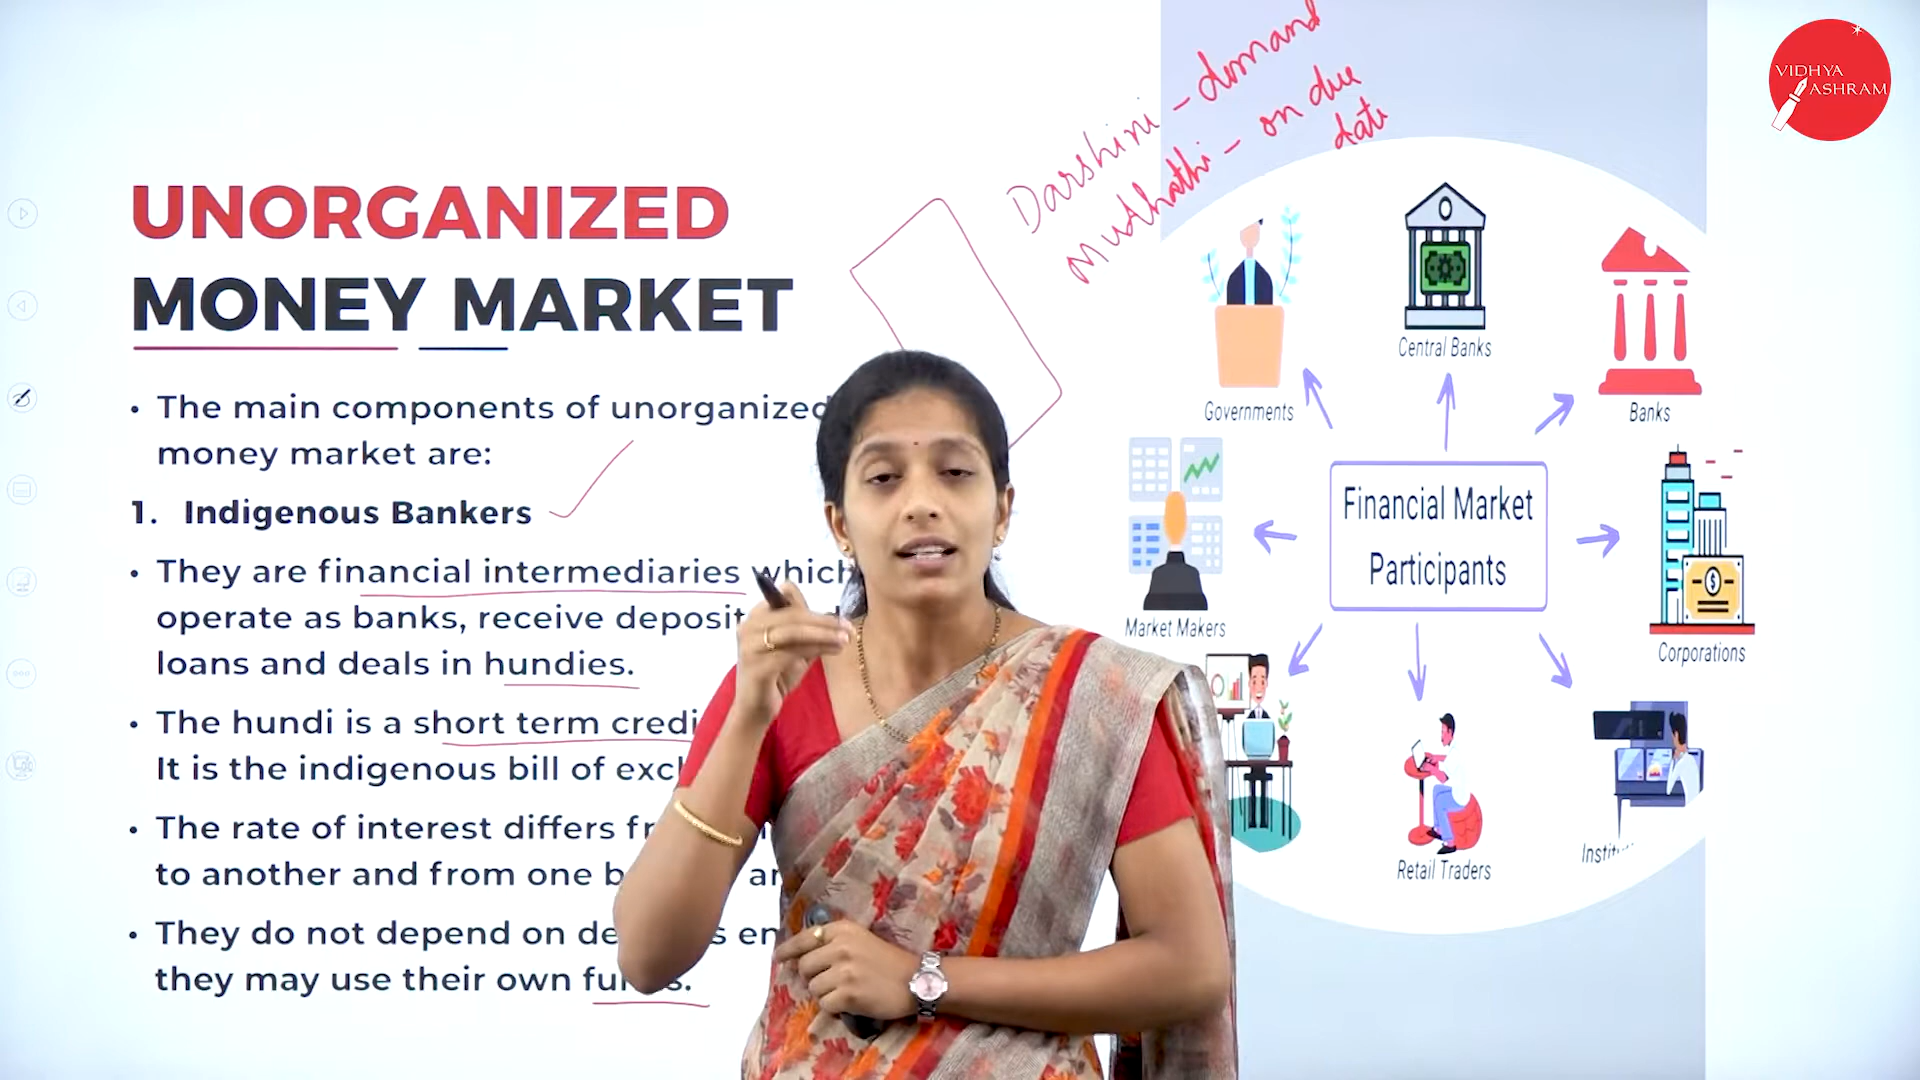 VIDHYA
ASHRAM
Darshini - demand
Mudhathi - on due
date
UNORGANIZED
MONEY MARKET
• The main components of unorganized
money market are:
1. Indigenous Bankers
• They are financial intermediaries which
operate as banks, receive deposit
loans and deals in hundies.
• The hundi is a short term credi
It is the indigenous bill of exc
• The rate of interest differs fr
to another and from one b
• They do not depend on de s en
they may use their own funds.
Governments
Central Banks
Banks
Market Makers
Financial Market
Participants
Corporations
Retail Traders
Instit